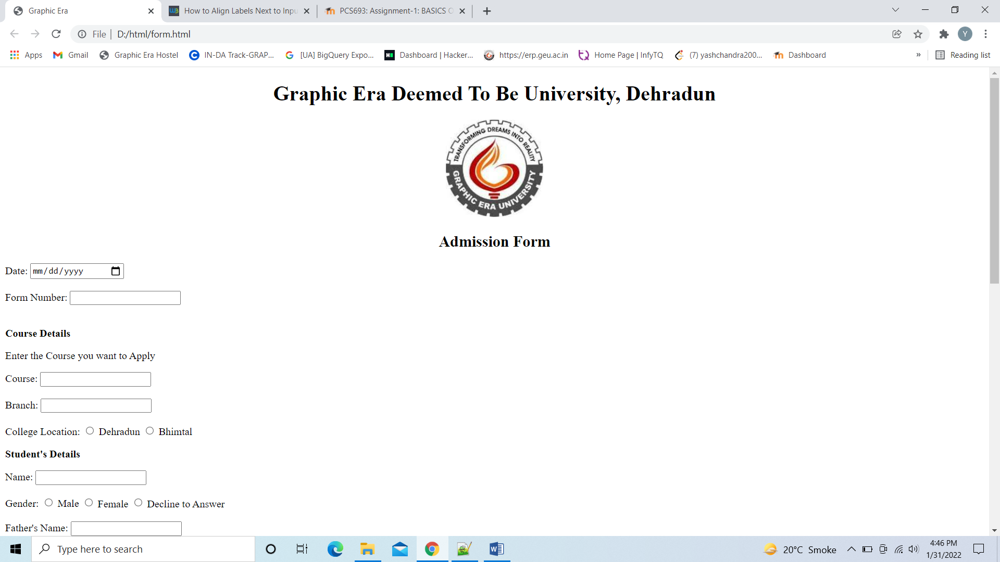 Graphic Era
How to Align Labels Next to Inpu
PCS693: Assignment-1: BASICS O
File | D:/html/form.html
Y
Apps
Gmail
Graphic Era Hostel
IN-DA Track-GRAP...
[UA] BigQuery Expo...
Dashboard | Hacker...
https://erp.geu.ac.in
Home Page | InfyTQ
(7) yashchandra200...
Dashboard
»
Reading list
Graphic Era Deemed To Be University, Dehradun
TRANSFORMING DREAMS INTO REALITY
GRAPHIC ERA UNIVERSITY
Admission Form
Date: mm/dd/yyyy
Form Number:
Course Details
Enter the Course you want to Apply
Course:
Branch:
College Location: Dehradun Bhimtal
Student's Details
Name:
Gender: Male Female Decline to Answer
Father's Name:
Type here to search
20°C Smoke
4:46 PM
1/31/2022